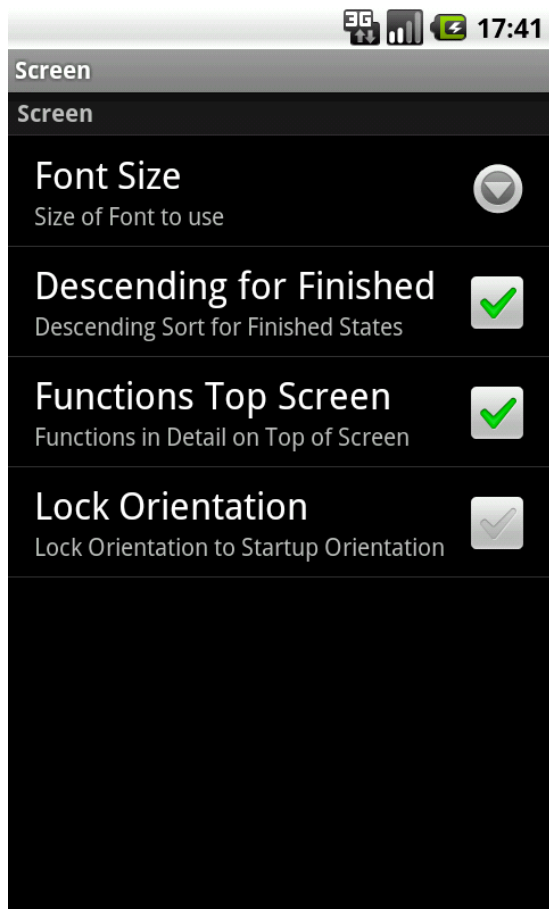 3G 17:41
Screen
Screen
Font Size
Size of Font to use
Descending for Finished
Descending Sort for Finished States
Functions Top Screen
Functions in Detail on Top of Screen
Lock Orientation
Lock Orientation to Startup Orientation